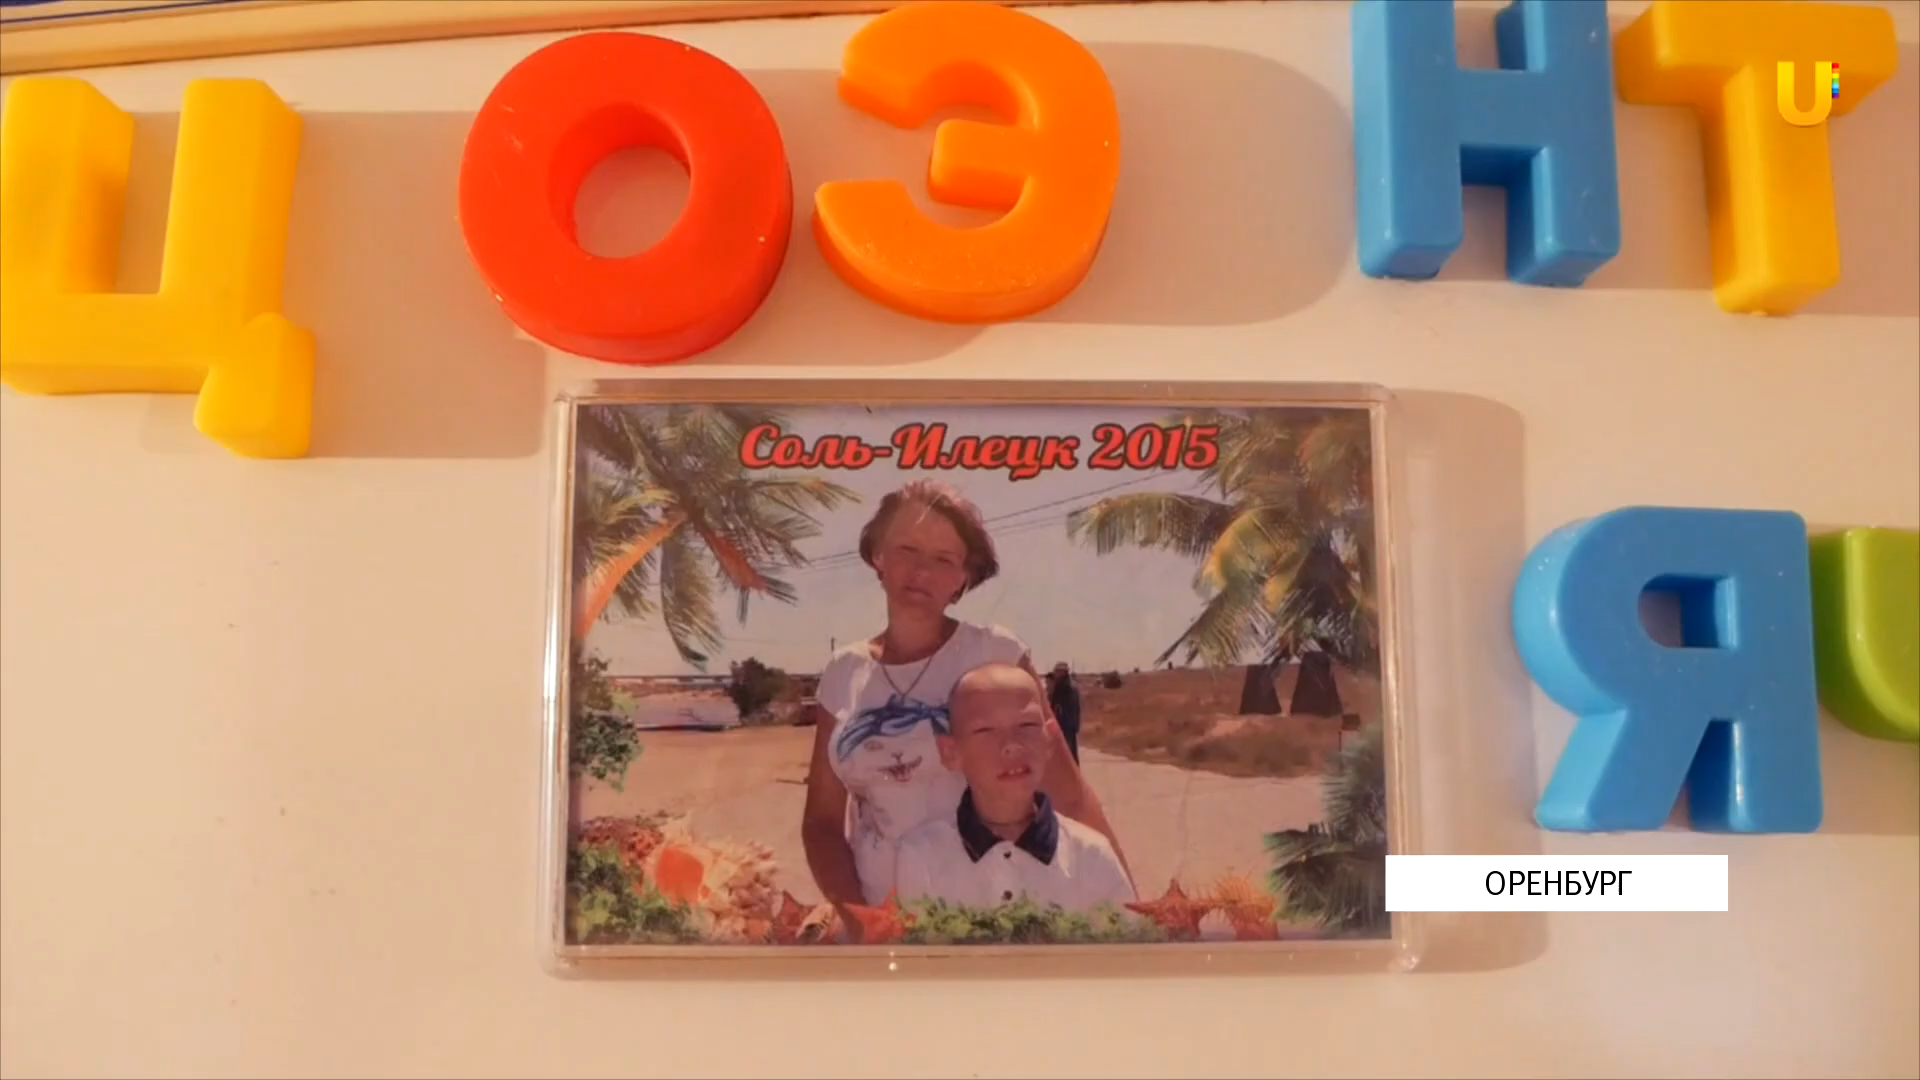 Ц О Э Н Т
U
Соль-Илецк 2015
Я
ОРЕНБУРГ